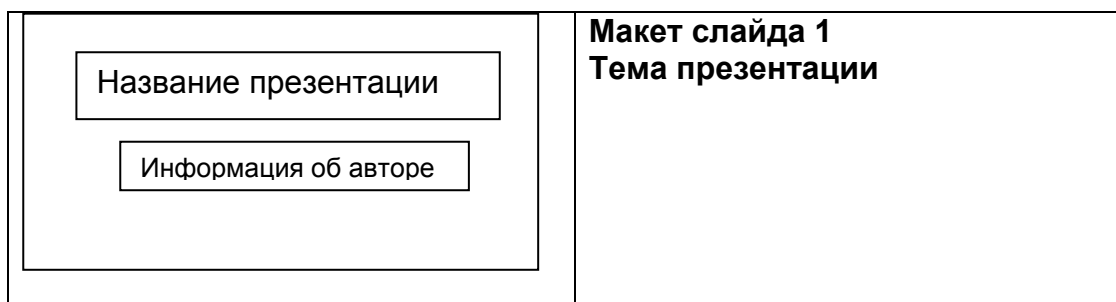 Название презентации
Информация об авторе
Макет слайда 1
Тема презентации